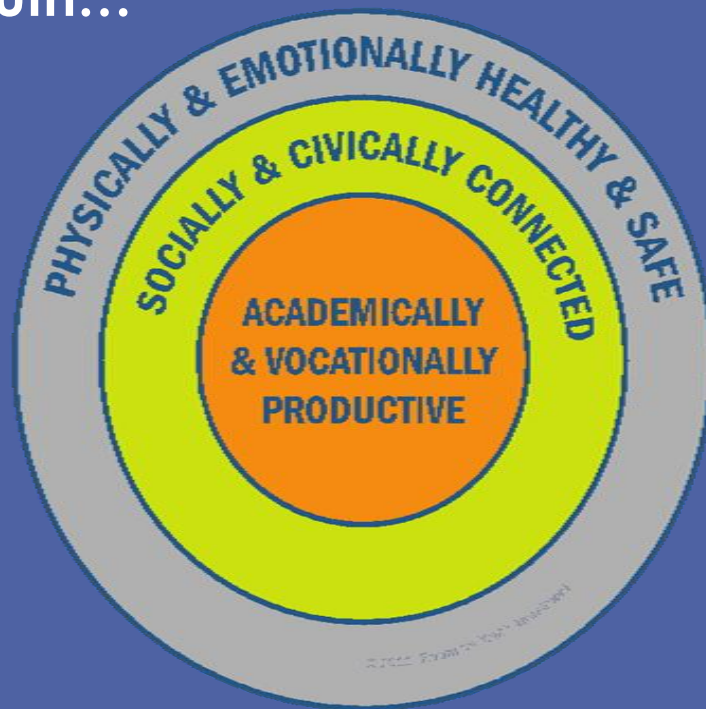 PHYSICALLY & EMOTIONALLY HEALTHY & SAFE
SOCIALLY & CIVICALLY CONNECTED
ACADEMICALLY
& VOCATIONALLY
PRODUCTIVE